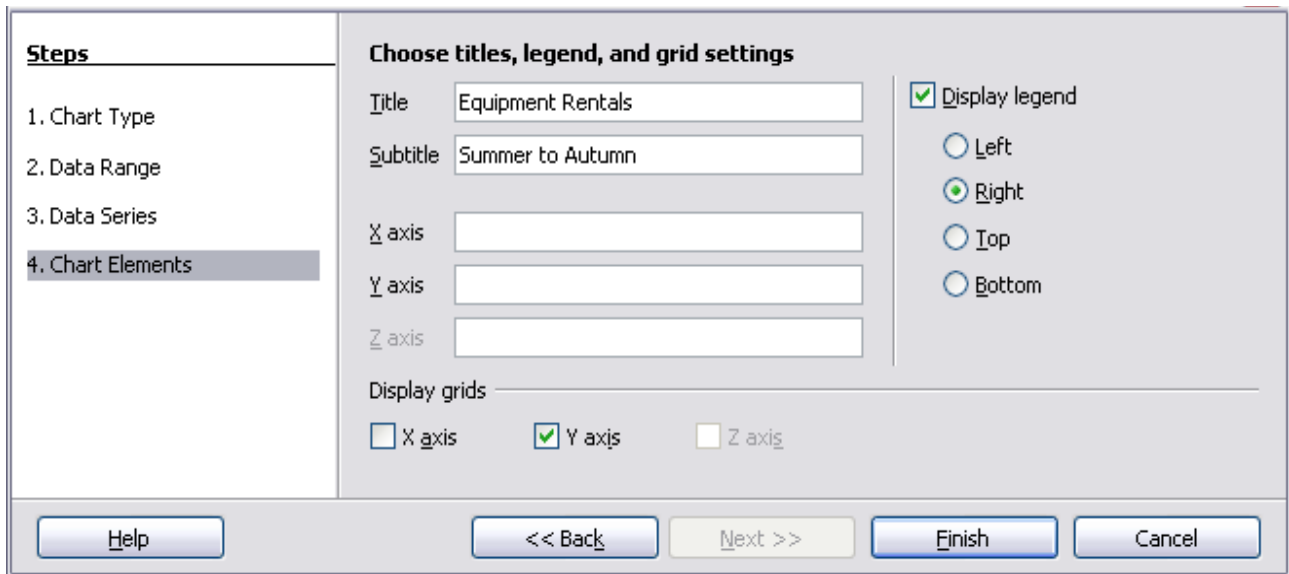 Steps
1. Chart Type
2. Data Range
3. Data Series
4. Chart Elements
Choose titles, legend, and grid settings
Title Equipment Rentals
Subtitle Summer to Autumn
X axis
Y axis
Z axis
Display legend
Left
Right
Top
Bottom
Display grids
X axis Y axis Z axis
Help << Back Next >> Finish Cancel